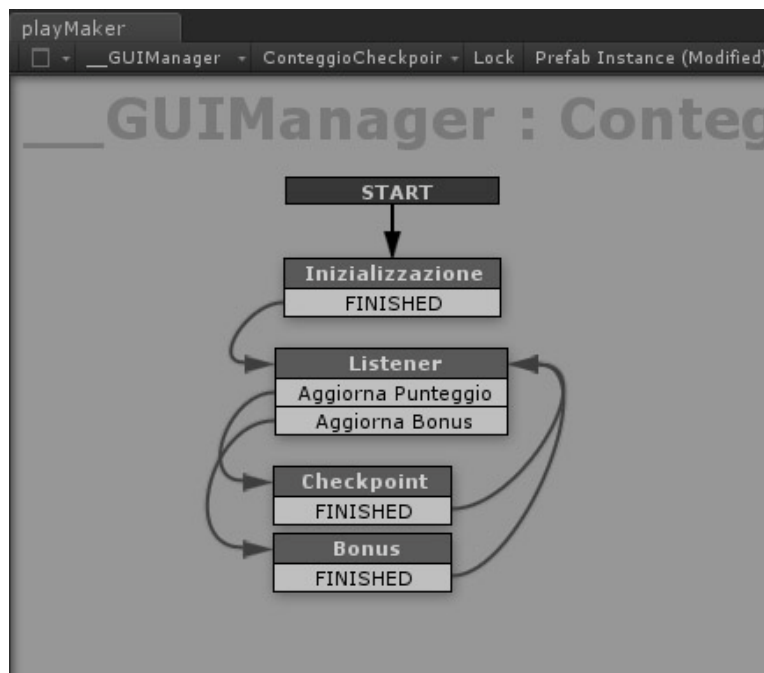 playMaker
__GUIManager ConteggioCheckpoir Lock Prefab Instance (Modified)
__GUIManager : Conteg
START
Inizializzazione
FINISHED
Listener
Aggiorna Punteggio
Aggiorna Bonus
Checkpoint
FINISHED
Bonus
FINISHED